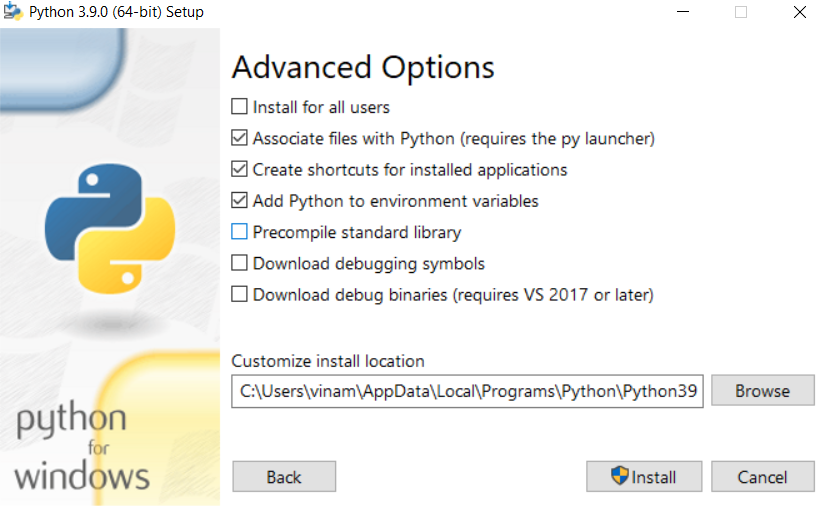 Python 3.9.0 (64-bit) Setup
Advanced Options
Install for all users
Associate files with Python (requires the py launcher)
Create shortcuts for installed applications
Add Python to environment variables
Precompile standard library
Download debugging symbols
Download debug binaries (requires VS 2017 or later)
Customize install location
C:\Users\vinam\AppData\Local\Programs\Python\Python39
Browse
python
for
windows
Back
Install
Cancel